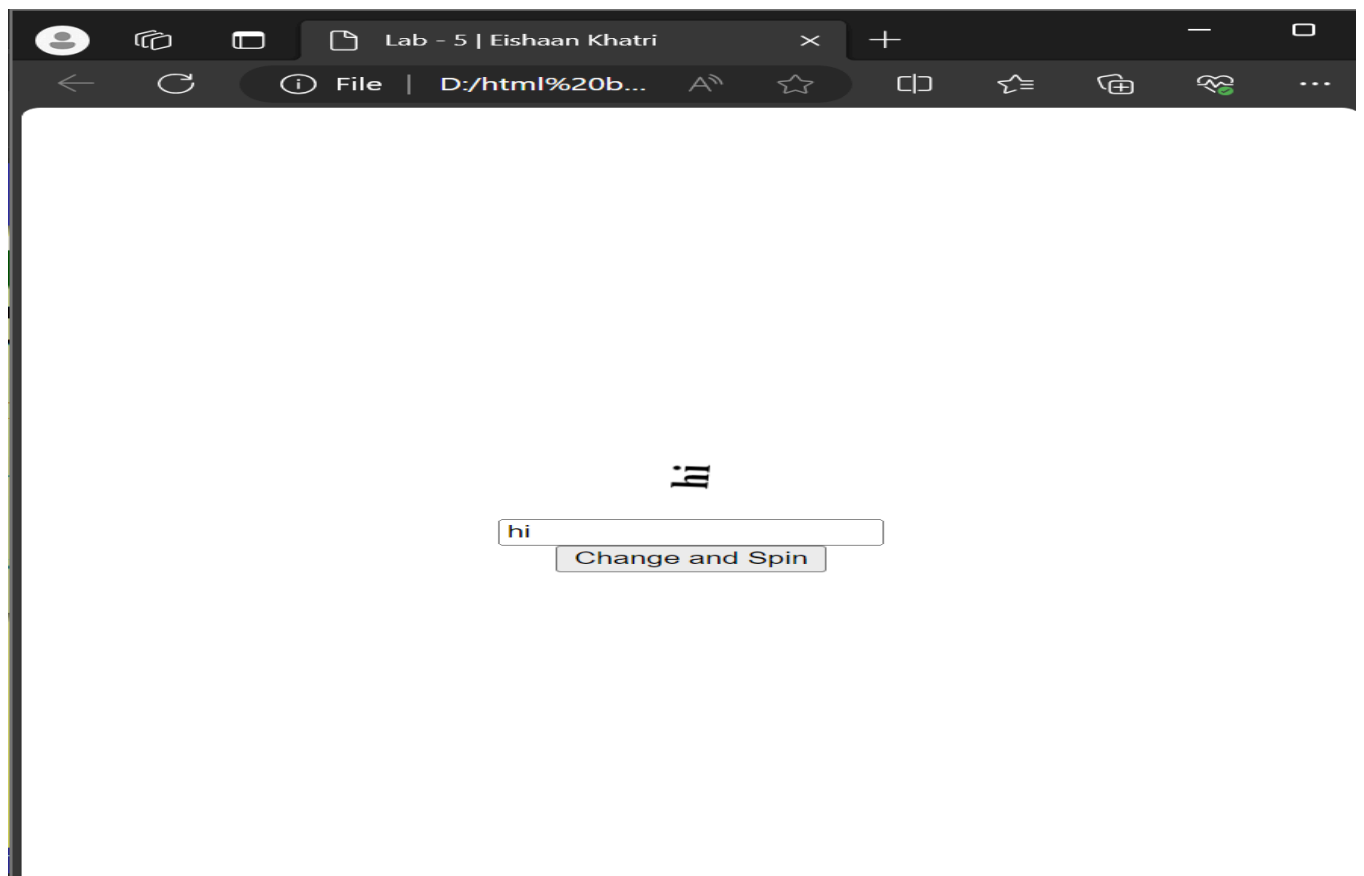 Lab - 5 | Eishaan Khatri
File | D:/html%20b...
hi
hi
Change and Spin